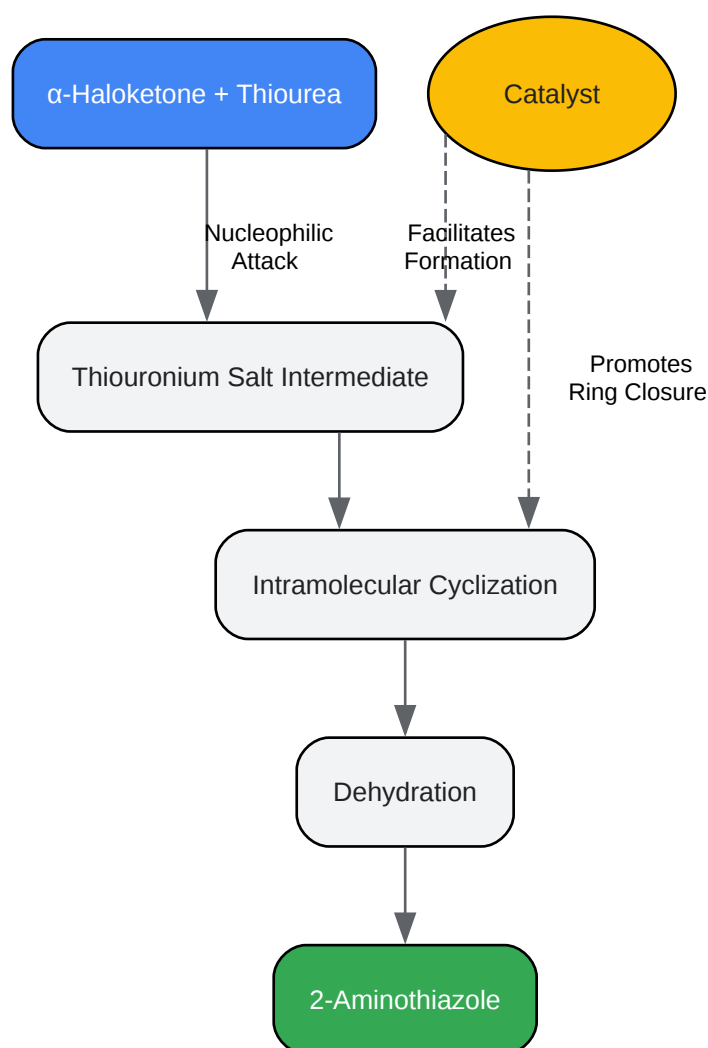 α-Haloketone + Thiourea
Catalyst
Nucleophilic
Attack
Facilitates
Formation
Thiouronium Salt Intermediate
Promotes
Ring Closure
Intramolecular Cyclization
Dehydration
2-Aminothiazole